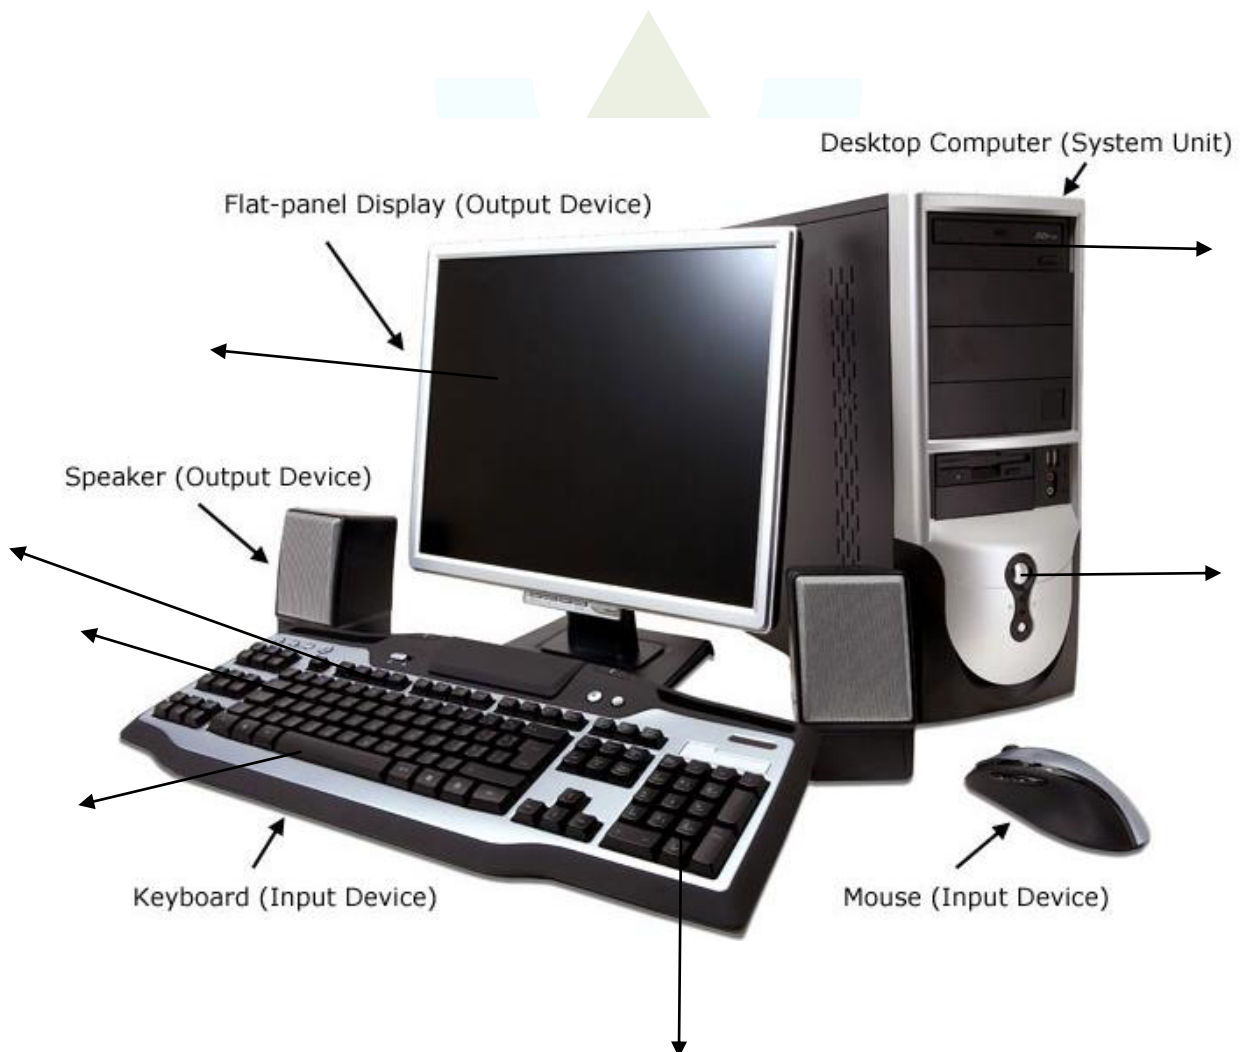 Desktop Computer (System Unit)
Flat-panel Display (Output Device)
Speaker (Output Device)
Keyboard (Input Device)
Mouse (Input Device)